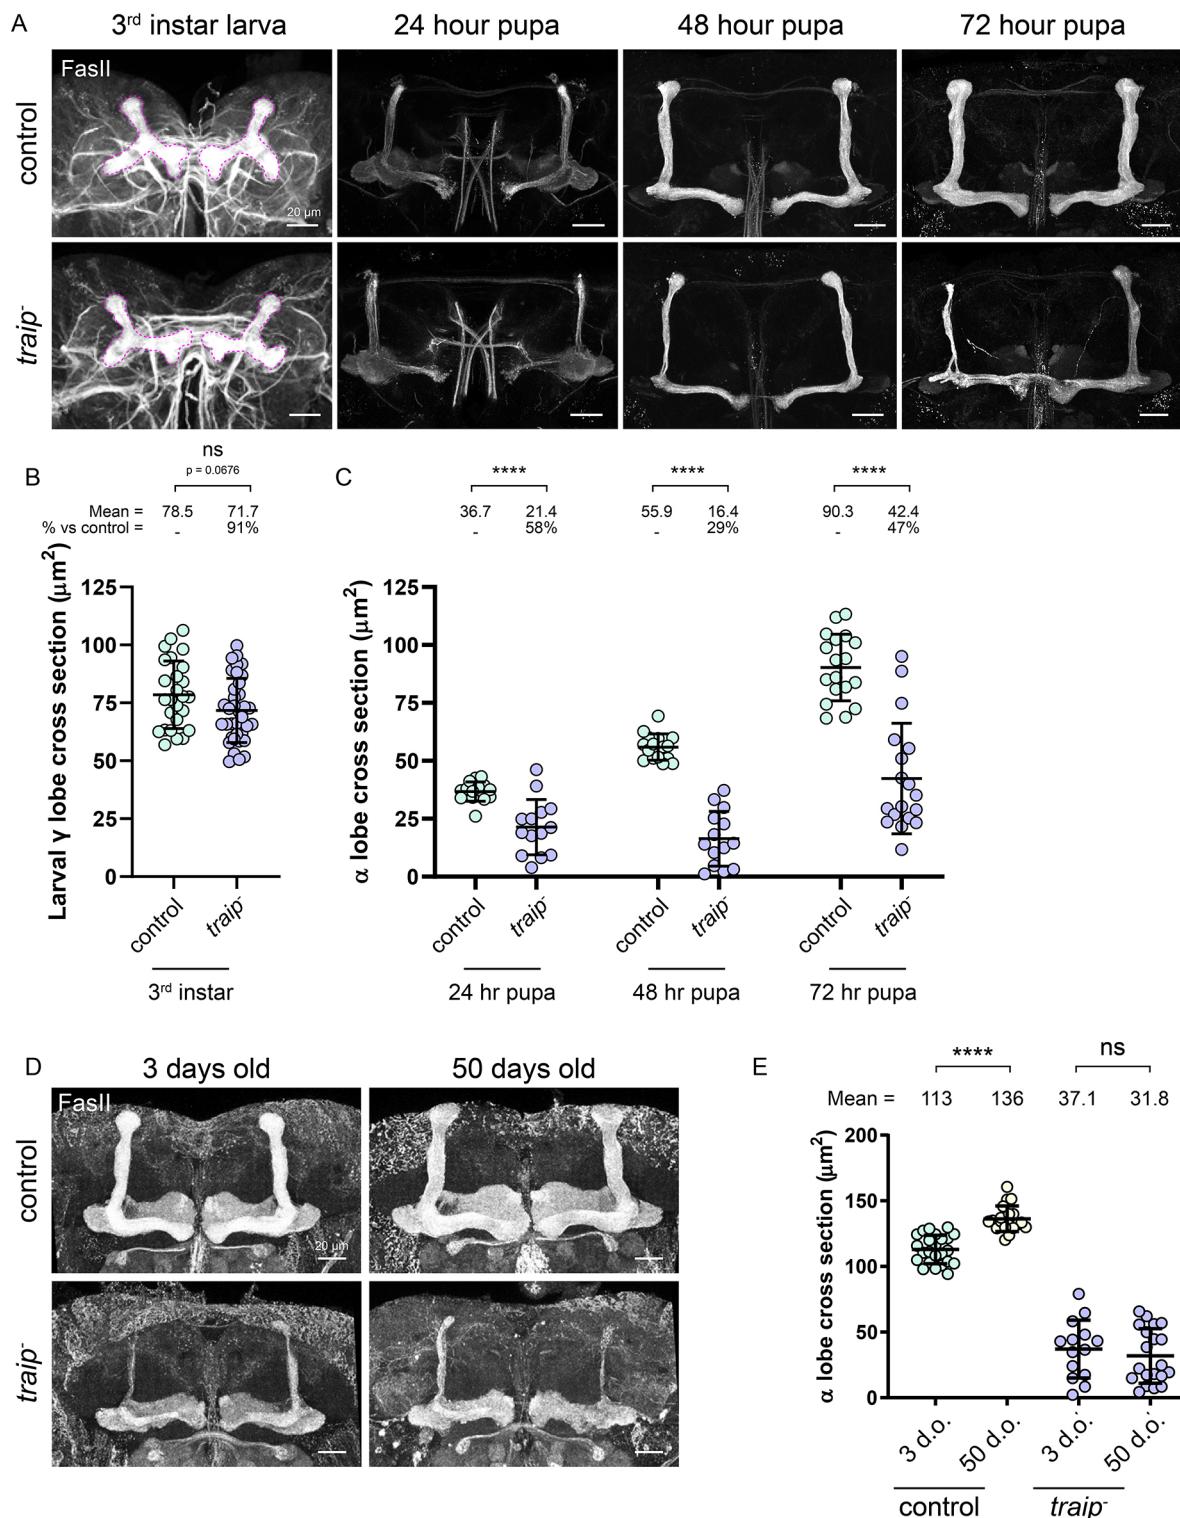 A
3rd instar larva
24 hour pupa
48 hour pupa
72 hour pupa
FasII
control
20 µm
traip-
B
ns
p = 0.0676
Mean = 78.5 71.7
% vs control = - 91%
Larval γ lobe cross section (µm2)
125
100
75
50
25
0
control
traip-
3rd instar
C
**** **** ****
36.7 21.4 55.9 16.4 90.3 42.4
- 58% - 29% - 47%
α lobe cross section (µm2)
125
100
75
50
25
0
control
traip-
control
traip-
control
traip-
24 hr pupa
48 hr pupa
72 hr pupa
D
3 days old
50 days old
FasII
control
20 µm
traip-
E
**** ns
Mean = 113 136 37.1 31.8
α lobe cross section (µm2)
200
150
100
50
0
3 d.o.
50 d.o.
3 d.o.
50 d.o.
control
traip-